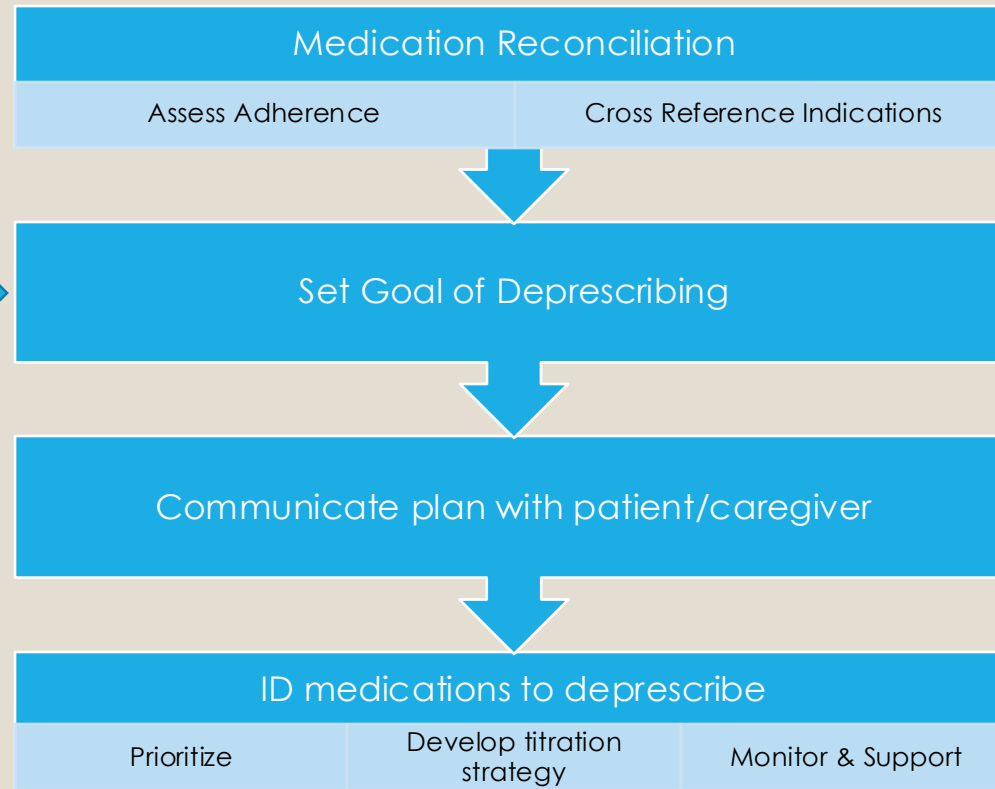 Medication Reconciliation
Assess Adherence
Cross Reference Indications
Set Goal of Deprescribing
Communicate plan with patient/caregiver
ID medications to deprescribe
Prioritize
Develop titration
strategy
Monitor & Support